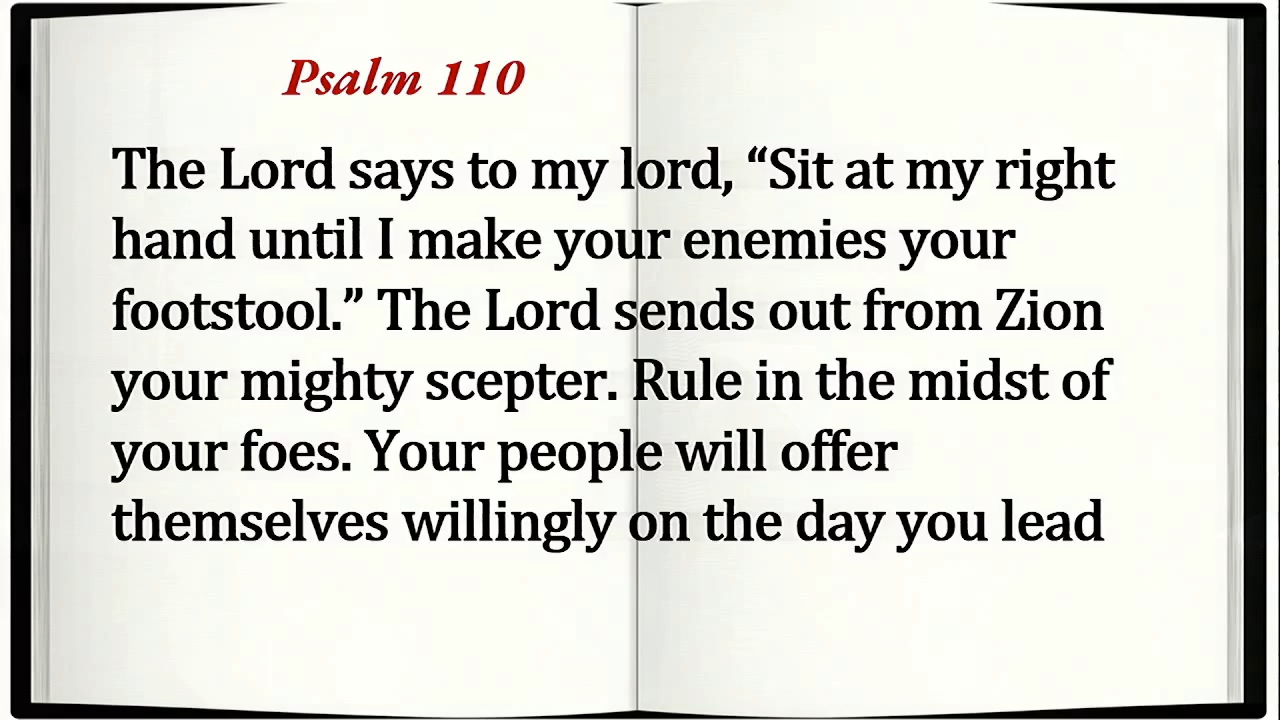 Psalm 110
The Lord says to my lord, “Sit at my right
hand until I make your enemies your
footstool.” The Lord sends out from Zion
your mighty scepter. Rule in the midst of
your foes. Your people will offer
themselves willingly on the day you lead